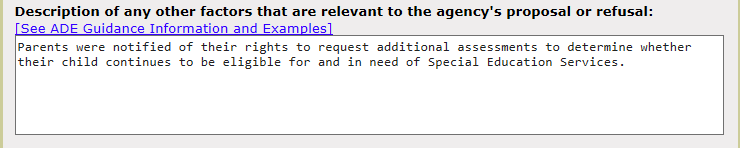 Description of any other factors that are relevant to the agency's proposal or refusal:
[See ADE Guidance Information and Examples]
Parents were notified of their rights to request additional assessments to determine whether
their child continues to be eligible for and in need of Special Education Services.